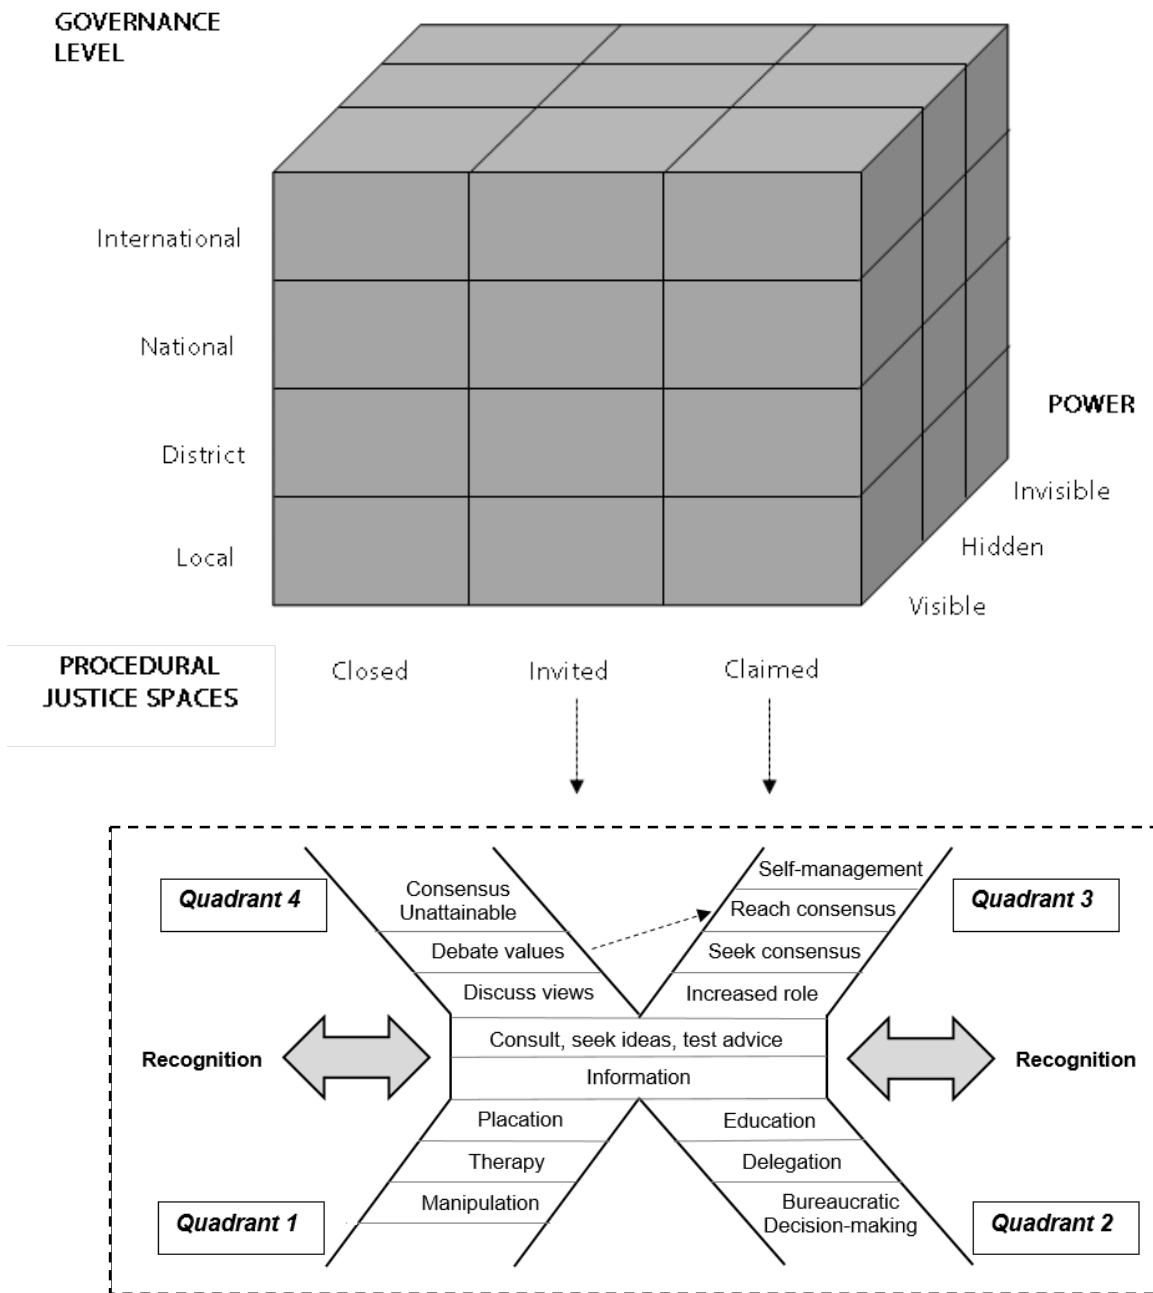 GOVERNANCE
LEVEL
International
National
District
Local
POWER
Invisible
Hidden
Visible
PROCEDURAL
JUSTICE SPACES
Closed
Invited
Claimed
Quadrant 4
Consensus
Unattainable
Debate values
Discuss views
Self-management
Reach consensus
Seek consensus
Increased role
Quadrant 3
Recognition
Consult, seek ideas, test advice
Information
Recognition
Placation
Therapy
Manipulation
Education
Delegation
Bureaucratic
Decision-making
Quadrant 1
Quadrant 2